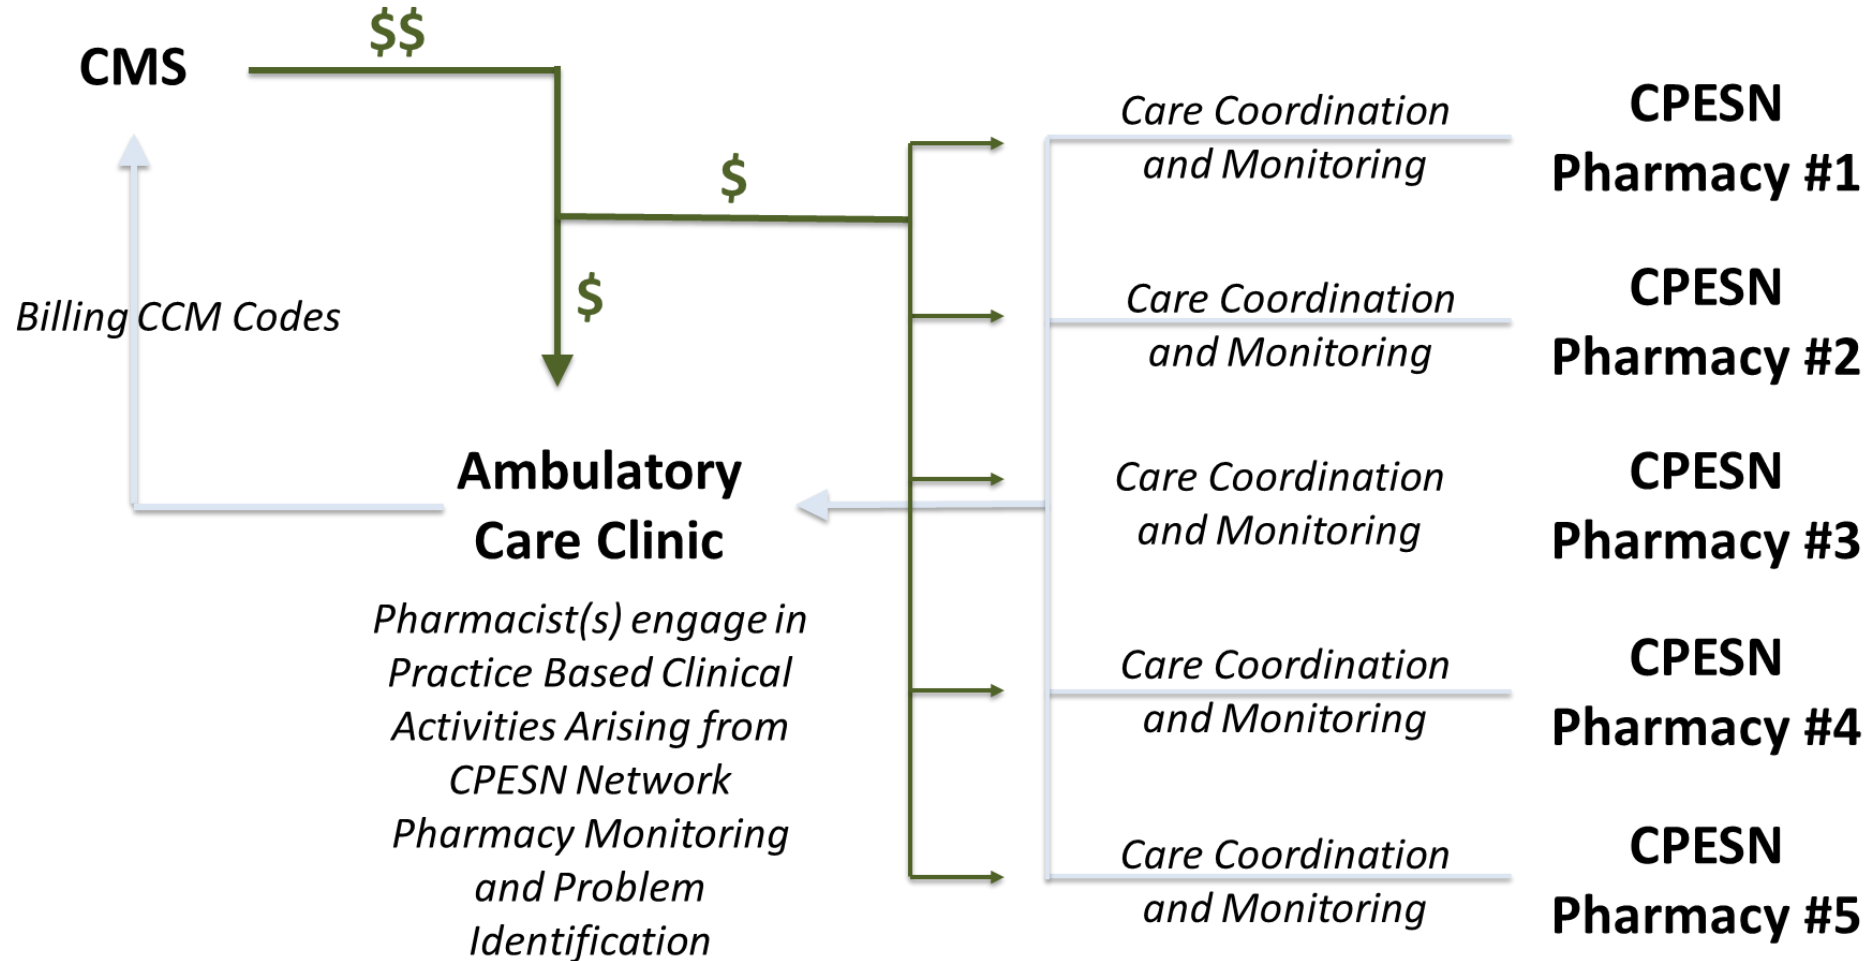 $$
CMS
$
$
Billing CCM Codes
Ambulatory
Care Clinic
Pharmacist(s) engage in
Practice Based Clinical
Activities Arising from
CPESN Network
Pharmacy Monitoring
and Problem
Identification
Care Coordination
and Monitoring
CPESN
Pharmacy #1
Care Coordination
and Monitoring
CPESN
Pharmacy #2
Care Coordination
and Monitoring
CPESN
Pharmacy #3
Care Coordination
and Monitoring
CPESN
Pharmacy #4
Care Coordination
and Monitoring
CPESN
Pharmacy #5